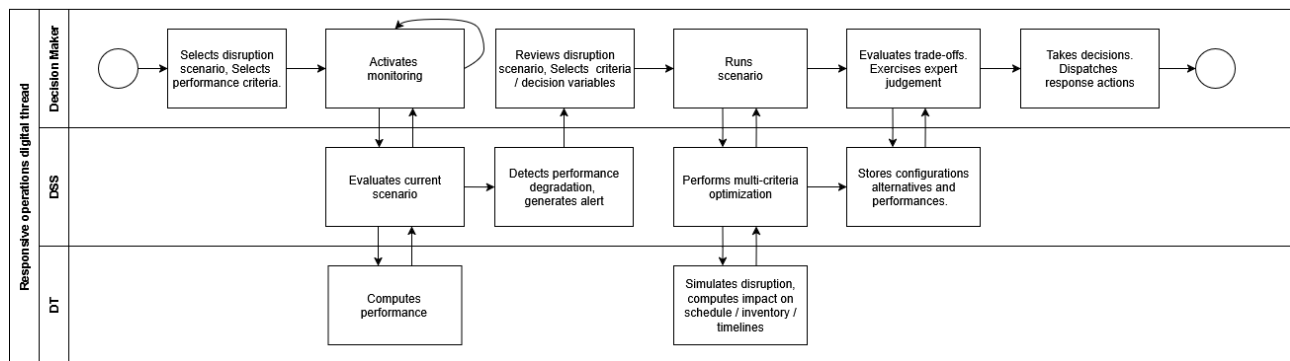 Responsive operations digital thread
Decision Maker
Selects disruption
scenario, Selects
performance criteria.
Activates
monitoring
Reviews disruption
scenario, Selects criteria
/ decision variables
Runs
scenario
Evaluates trade-offs.
Exercises expert
judgement
Takes decisions.
Dispatches
response actions
DSS
Evaluates current
scenario
Detects performance
degradation,
generates alert
Performs multi-criteria
optimization
Stores configurations
alternatives and
performances.
DT
Computes
performance
Simulates disruption,
computes impact on
schedule / inventory /
timelines